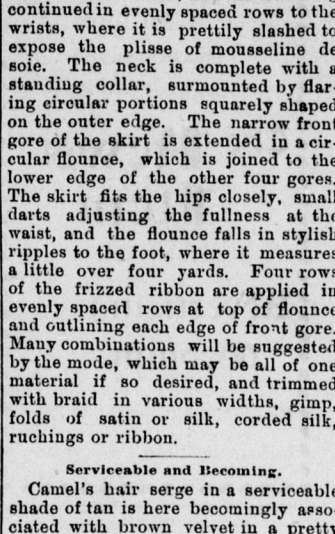 continued in evenly spaced rows to the
wrists, where it is prettily slashed to
expose the plisse of mousseline de
soie. The neck is complete with a
standing collar, surmounted by flar-
ing circular portions squarely shaped
on the outer edge. The narrow front
gore of the skirt is extended in a cir-
cular flounce, which is joined to the
lower edge of the other four gores.
The skirt fits the hips closely, small
darts adjusting the fullness at the
waist, and the flounce falls in stylish
ripples to the foot, where it measures
a little over four yards. Four rows
of the frizzed ribbon are applied in
evenly spaced rows at top of flounce
and outlining each edge of front gore.
Many combinations will be suggested
by the mode, which may be all of one
material if so desired, and trimmed
with braid in various widths, gimp,
folds of satin or silk, corded silk,
ruchings or ribbon.
Serviceable and Becoming.
Camel's hair serge in a serviceable
shade of tan is here becomingly asso-
ciated with brown velvet in a pretty